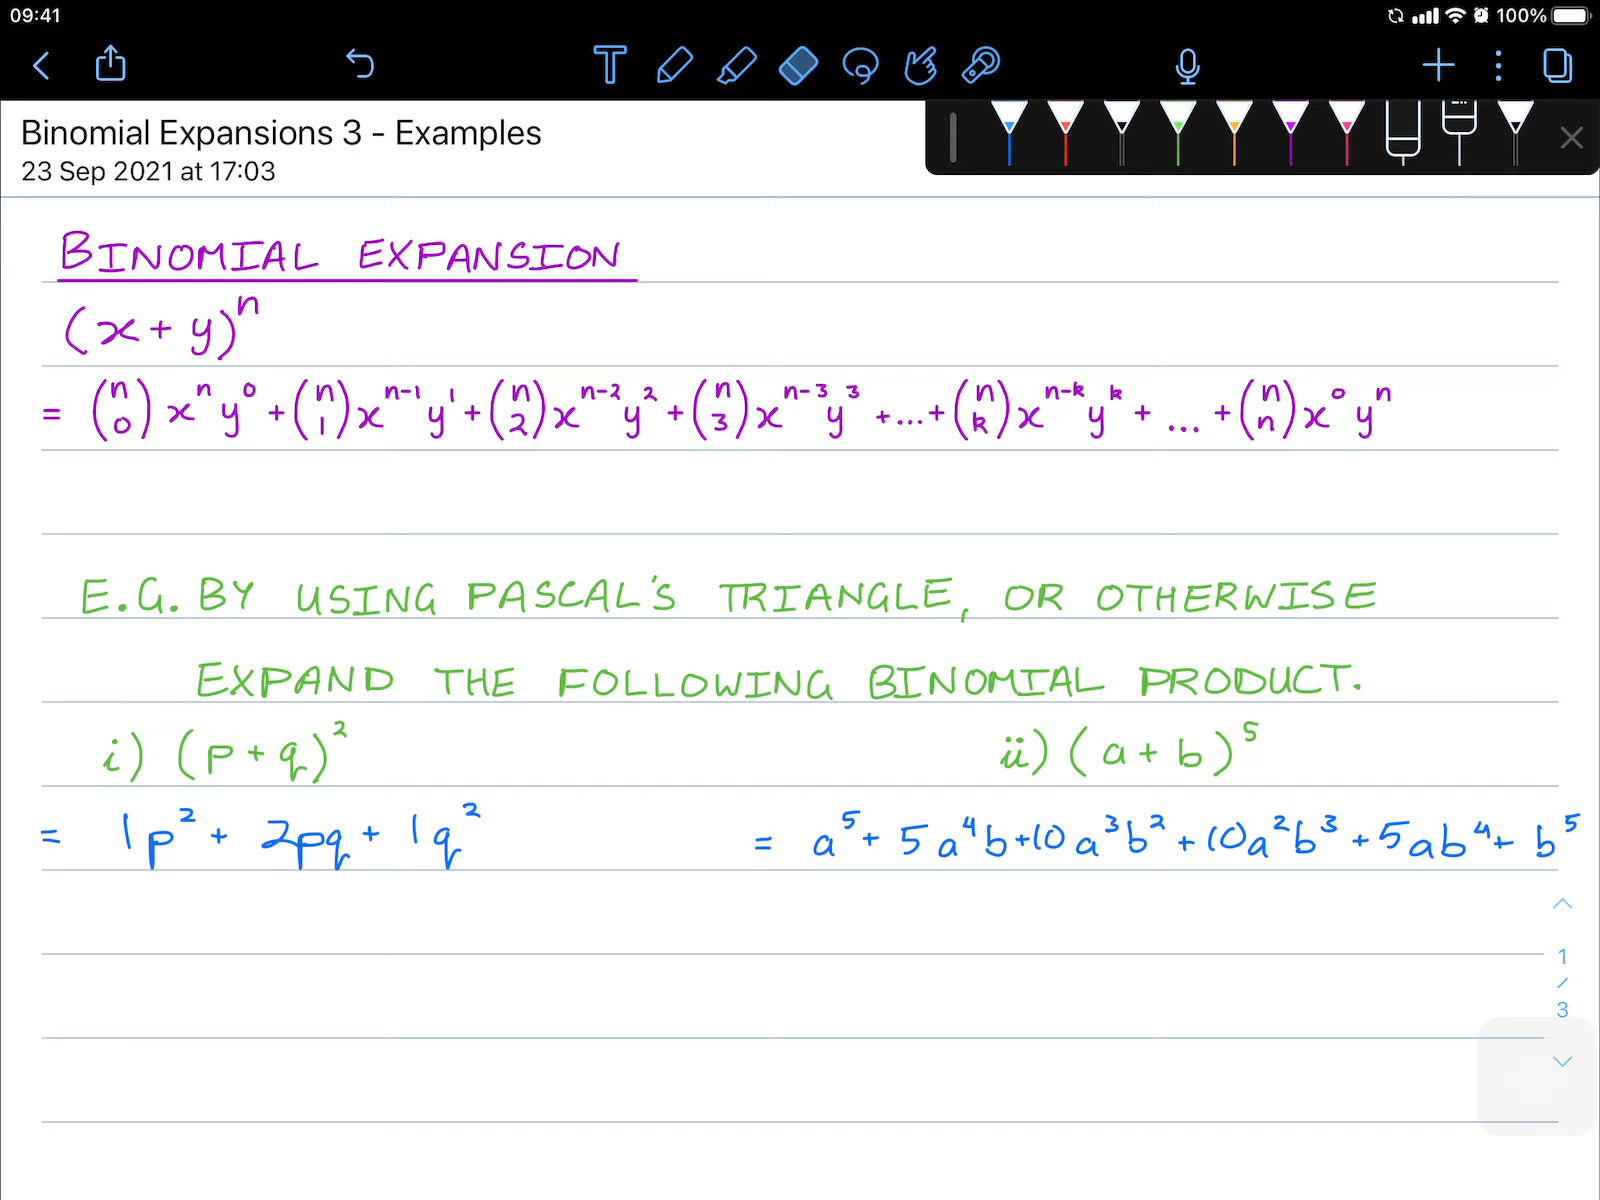 09:41 100%
T
Binomial Expansions 3 - Examples
23 Sep 2021 at 17:03
BINOMIAL EXPANSION
(x + y)^n
= (n 0) x^n y^0 + (n 1) x^{n-1} y^1 + (n 2) x^{n-2} y^2 + (n 3) x^{n-3} y^3 + ... + (n k) x^{n-k} y^k + ... + (n n) x^0 y^n
E.G. BY USING PASCAL'S TRIANGLE, OR OTHERWISE
EXPAND THE FOLLOWING BINOMIAL PRODUCT.
i) (p + q)^2 ii) (a + b)^5
= 1p^2 + 2pq + 1q^2 = a^5 + 5a^4b + 10a^3b^2 + 10a^2b^3 + 5ab^4 + b^5
1
/
3